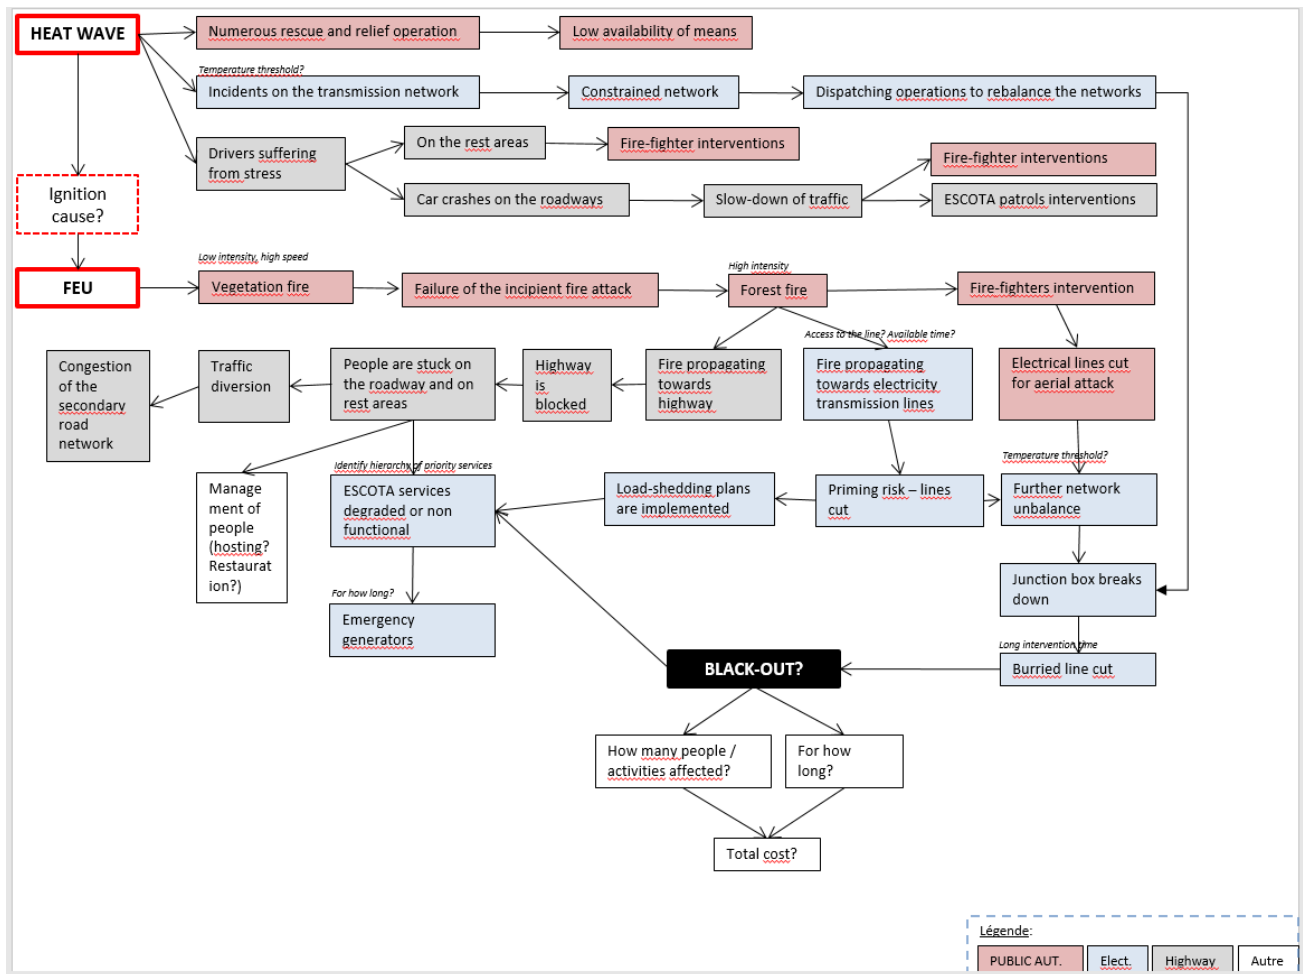 HEAT WAVE
Numerous rescue and relief operation
Low availability of means
Temperature threshold?
Incidents on the transmission network
Constrained network
Dispatching operations to rebalance the networks
Drivers suffering
from stress
On the rest areas
Fire-fighter interventions
Fire-fighter interventions
Car crashes on the roadways
Slow-down of traffic
ESCOTA patrols interventions
Ignition
cause?
Low intensity, high speed
High intensity
FEU
Vegetation fire
Failure of the incipient fire attack
Forest fire
Fire-fighters intervention
Access to the line? Available time?
Congestion
of the
secondary
road
network
Traffic
diversion
People are stuck on
the roadway and on
rest areas
Highway
is
blocked
Fire propagating
towards
highway
Fire propagating
towards electricity
transmission lines
Electrical lines cut
for aerial attack
Identify hierarchy of priority services
Temperature threshold?
Manage
ment of
people
(hosting?
Restaurat
ion?)
ESCOTA services
degraded or non
functional
Load-shedding plans
are implemented
Priming risk – lines
cut
Further network
unbalance
For how long?
Emergency
generators
Junction box breaks
down
Long intervention time
Burried line cut
BLACK-OUT?
How many people /
activities affected?
For how
long?
Total cost?
Légende:
PUBLIC AUT.
Elect.
Highway
Autre